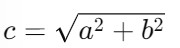 c = √(a² + b²)